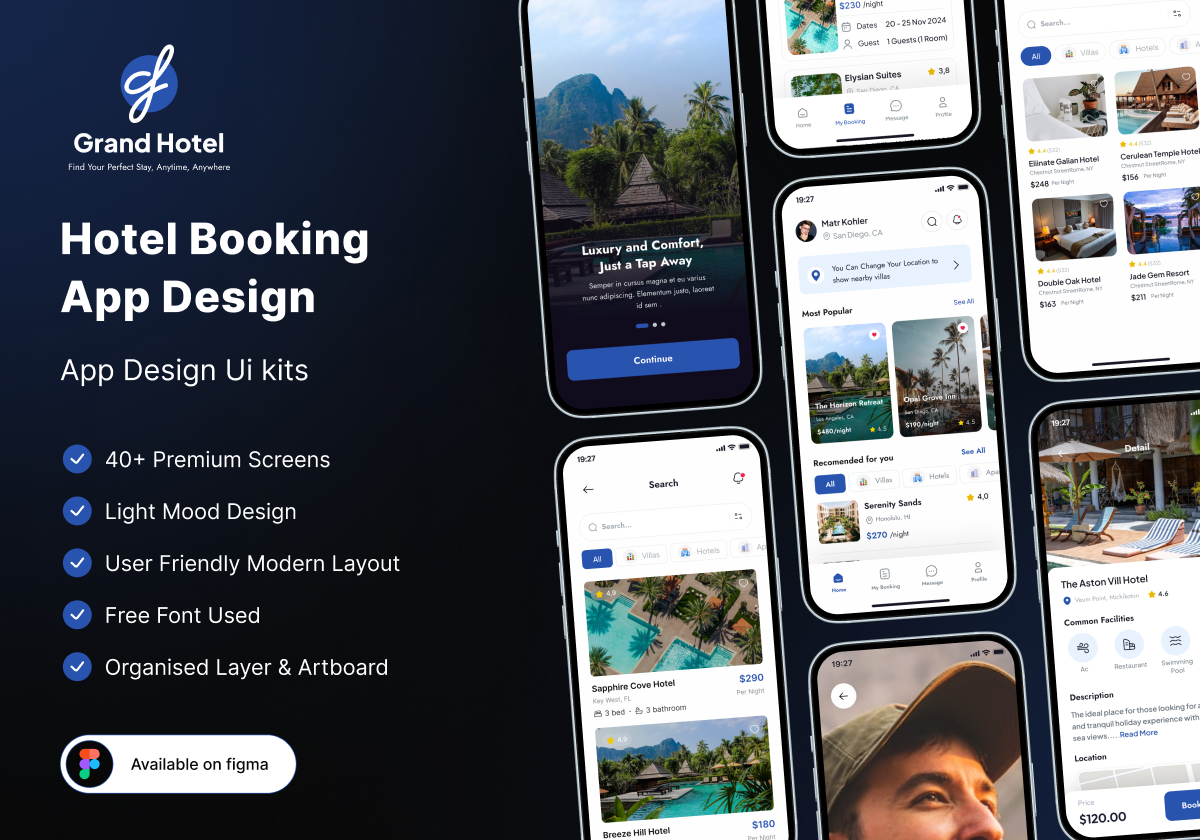 Grand Hotel
Find Your Perfect Stay, Anytime, Anywhere
Hotel Booking
App Design
App Design Ui kits
40+ Premium Screens
Light Mood Design
User Friendly Modern Layout
Free Font Used
Organised Layer & Artboard
Available on figma
Luxury and Comfort,
Just a Tap Away
Semper in cursus magna et eu varius
nunc adipiscing. Elementum justo, laoreet
id sem .
Continue
19:27
Search
Search...
All
Villas
Hotels
4,9
Sapphire Cove Hotel
$290
Key West, FL
Per Night
3 bed
3 bathroom
4,9
Breeze Hill Hotel
$180
Per Night
$230 /night
Dates
20 - 25 Nov 2024
Guest
1 Guests (1 Room)
Elysian Suites
3,8
San Diego, CA
Home
My Booking
Message
Profile
19:27
Matr Kohler
San Diego, CA
You Can Change Your Location to
show nearby villas
Most Popular
See All
The Horizon Retreat
Los Angeles, CA
$480/night
4.5
Opal Grove Inn
San Diego, CA
$190/night
4.5
Recomended for you
See All
All
Villas
Hotels
Serenity Sands
4,0
Honolulu, HI
$270 /night
Home
My Booking
Message
Profile
19:27
Search...
All
Villas
Hotels
4.4 (532)
Elinate Galian Hotel
Chestnut StreetRome, NY
$248 Per Night
4.4 (532)
Cerulean Temple Hotel
Chestnut StreetRome, NY
$156 Per Night
4.4 (532)
Double Oak Hotel
Chestnut StreetRome, NY
$163 Per Night
4.4 (532)
Jade Gem Resort
Chestnut StreetRome, NY
$211 Per Night
19:27
Detail
The Aston Vill Hotel
Veum Point, Michikoton
4.6
Common Facilities
Ac
Restaurant
Swimming
Pool
Description
The ideal place for those looking for a
and tranquil holiday experience with
sea views.....Read More
Location
Price
$120.00
Book